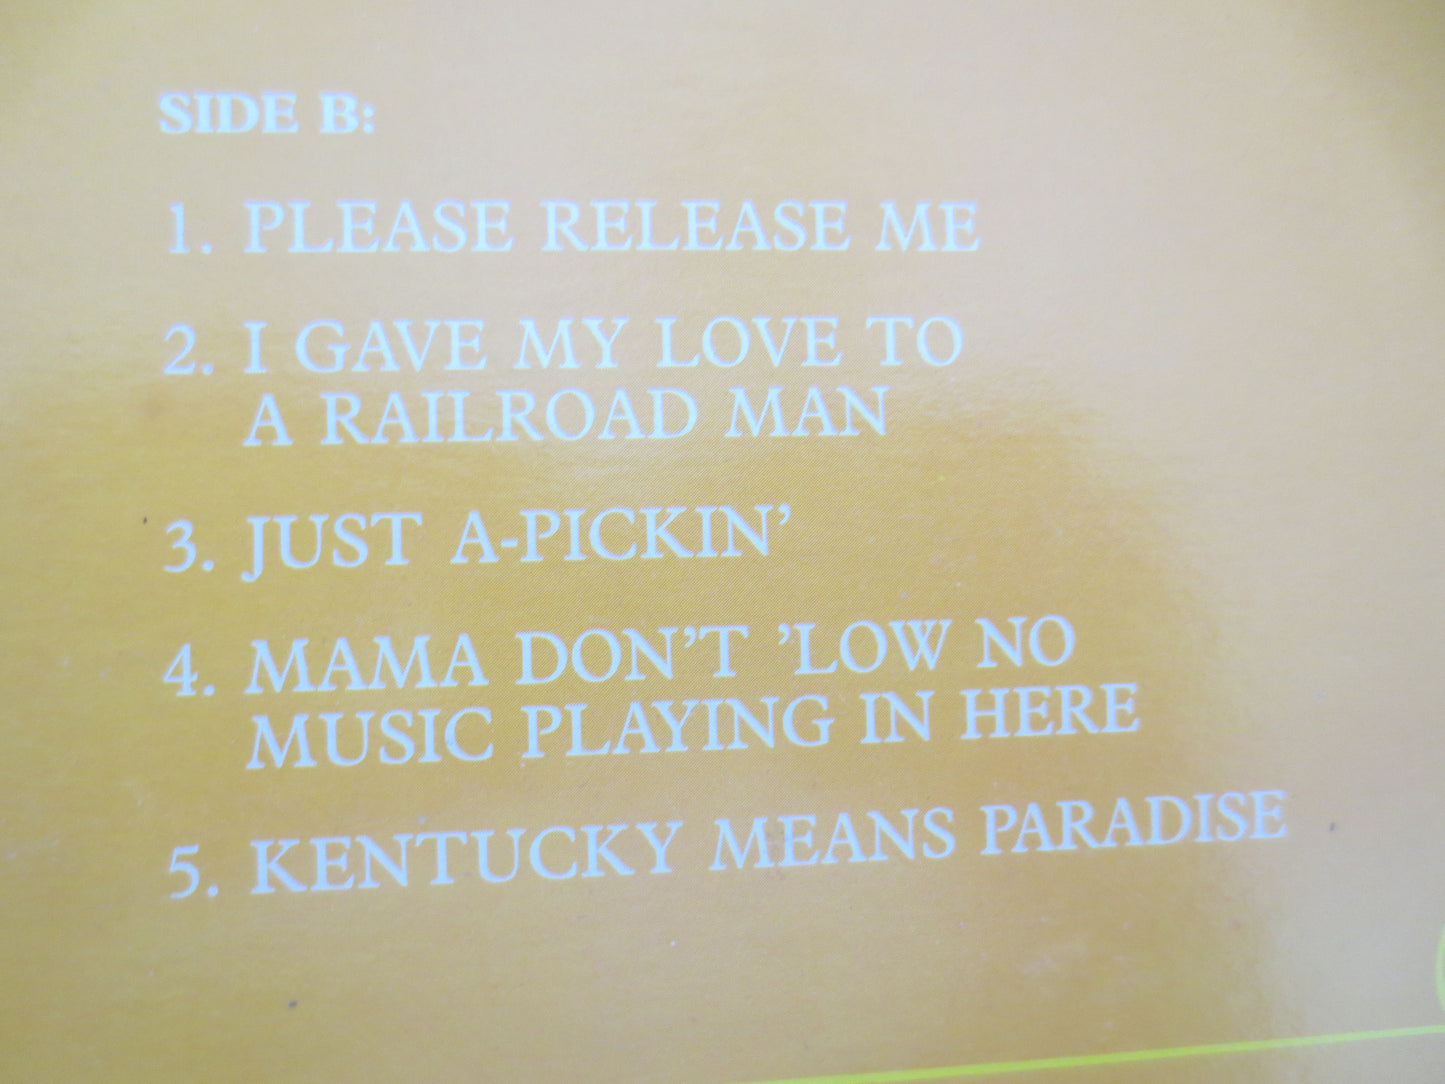 SIDE B:
1. PLEASE RELEASE ME
2. I GAVE MY LOVE TO
A RAILROAD MAN
3. JUST A-PICKIN’
4. MAMA DON’T ’LOW NO
MUSIC PLAYING IN HERE
5. KENTUCKY MEANS PARADISE